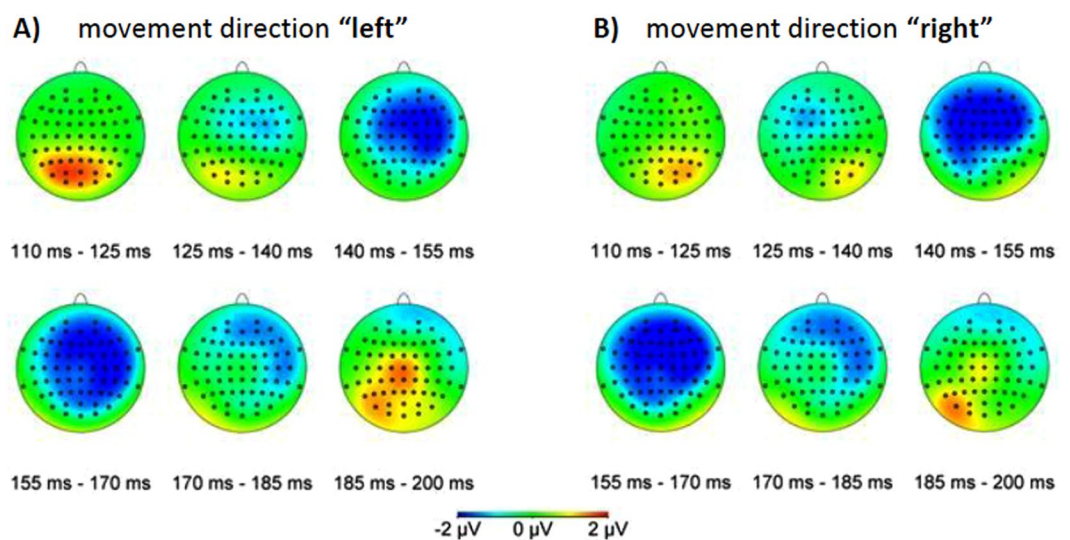 A) movement direction “left”
B) movement direction “right”
110 ms - 125 ms 125 ms - 140 ms 140 ms - 155 ms
110 ms - 125 ms 125 ms - 140 ms 140 ms - 155 ms
155 ms - 170 ms 170 ms - 185 ms 185 ms - 200 ms
155 ms - 170 ms 170 ms - 185 ms 185 ms - 200 ms
-2 µV 0 µV 2 µV